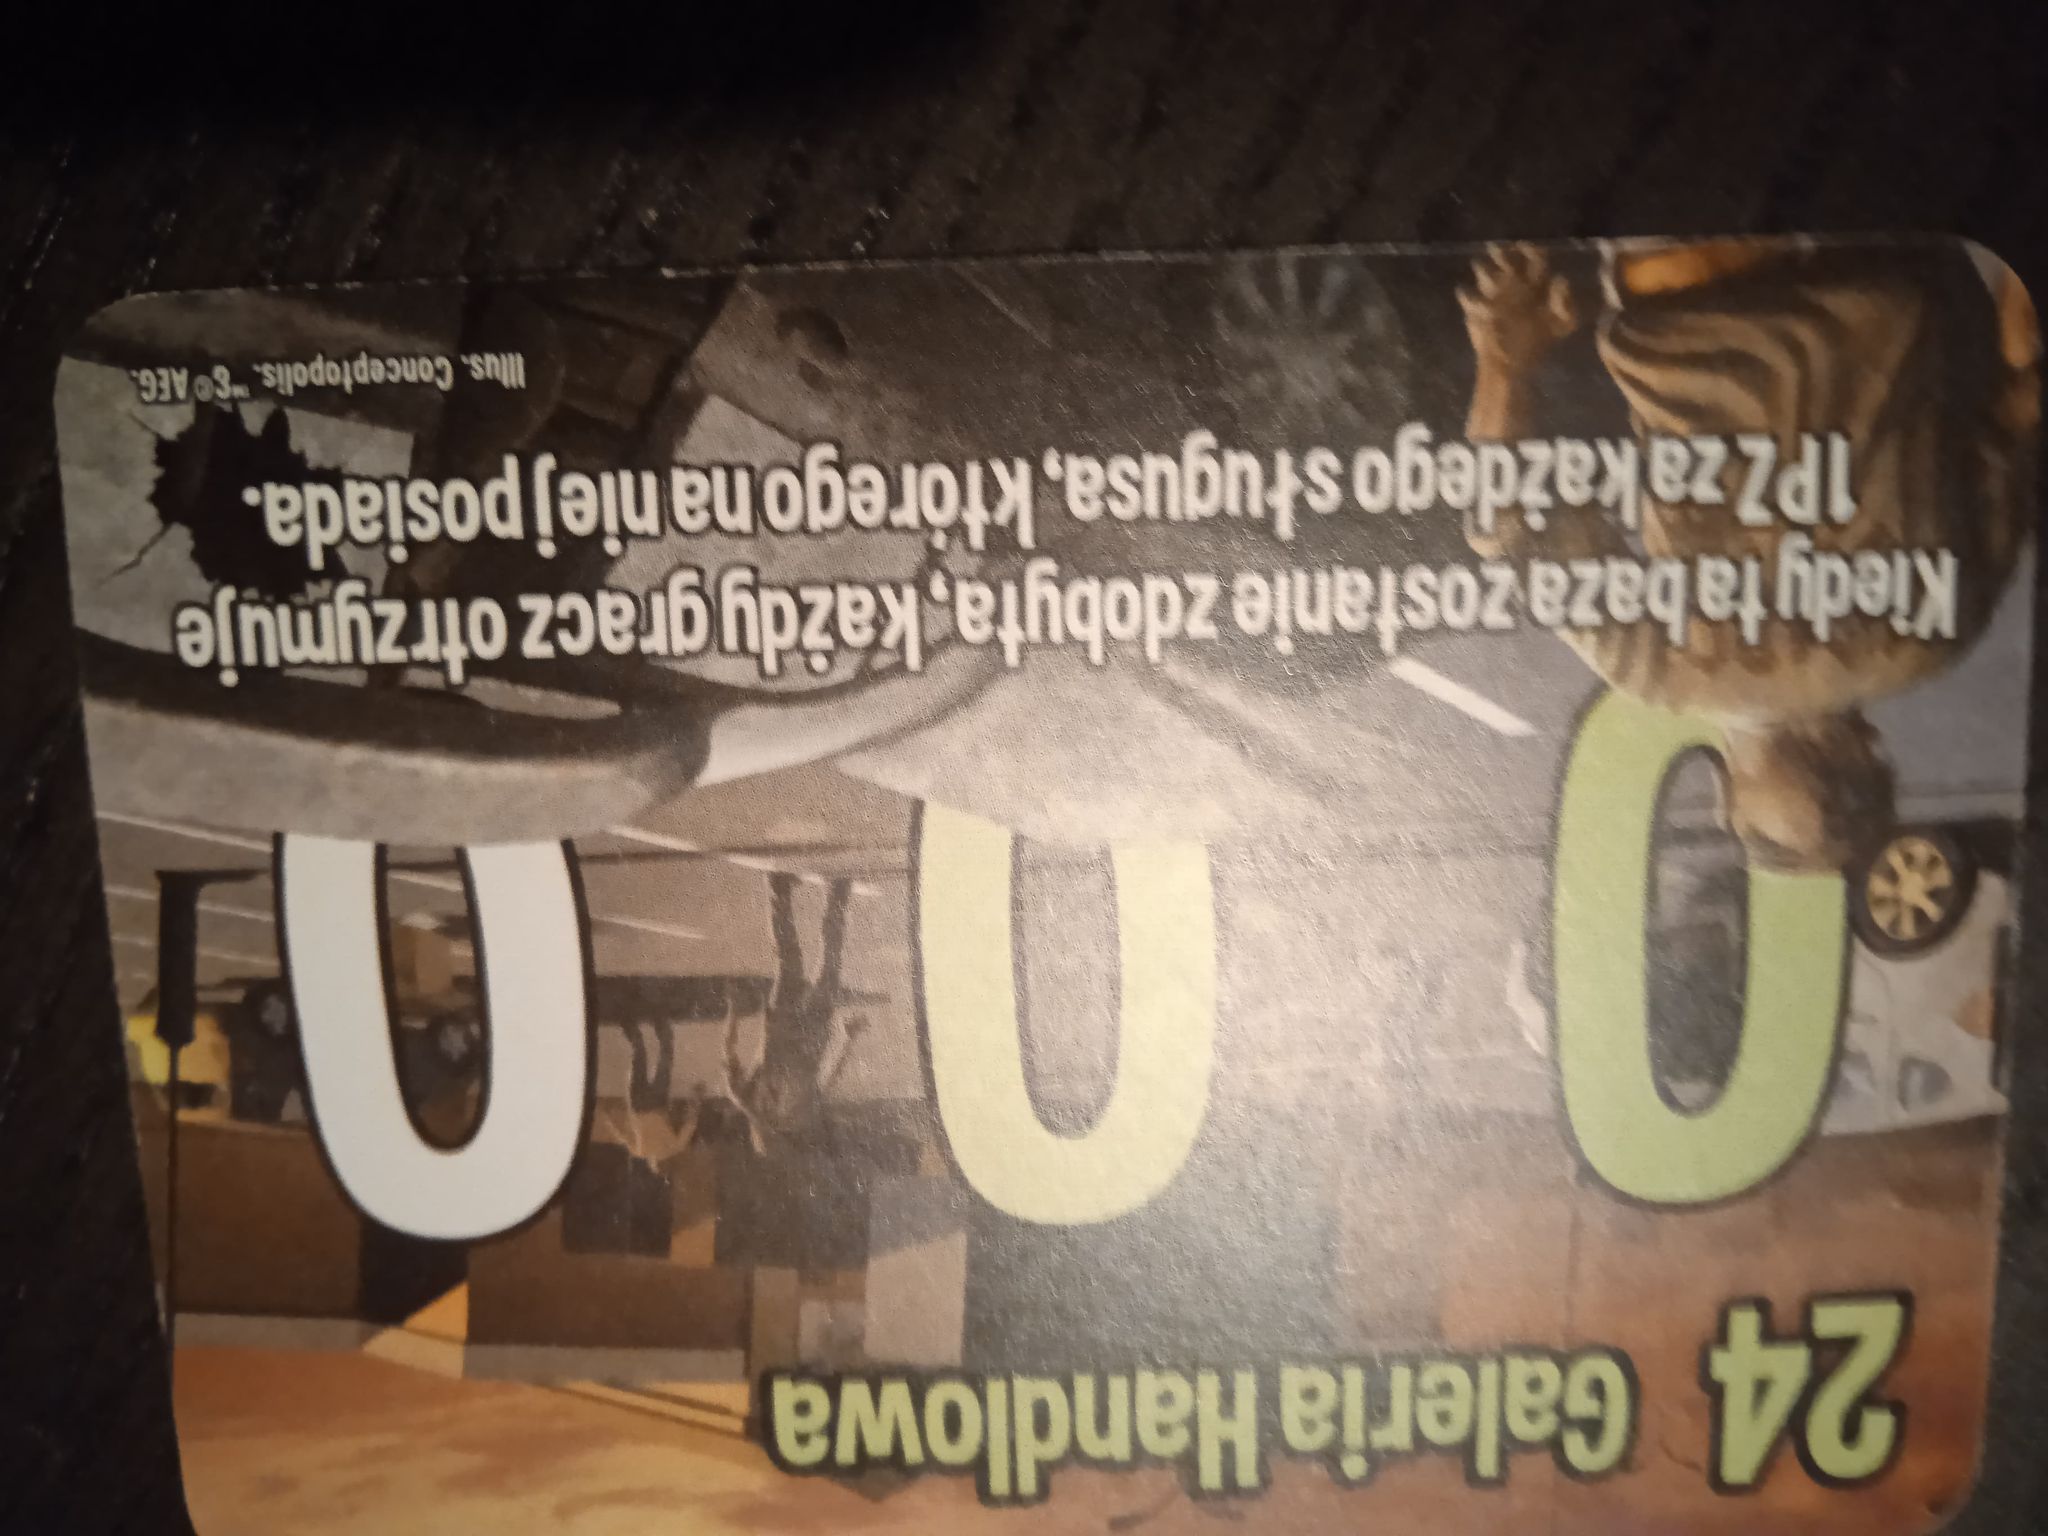 24 Galeria Handlowa
0 0 0
Kiedy ta baza zostanie zdobyta, każdy gracz otrzymuje
1PZ za każdego sługusa, którego na niej posiada.
Illus. Conceptopolis. ™&© AEG.